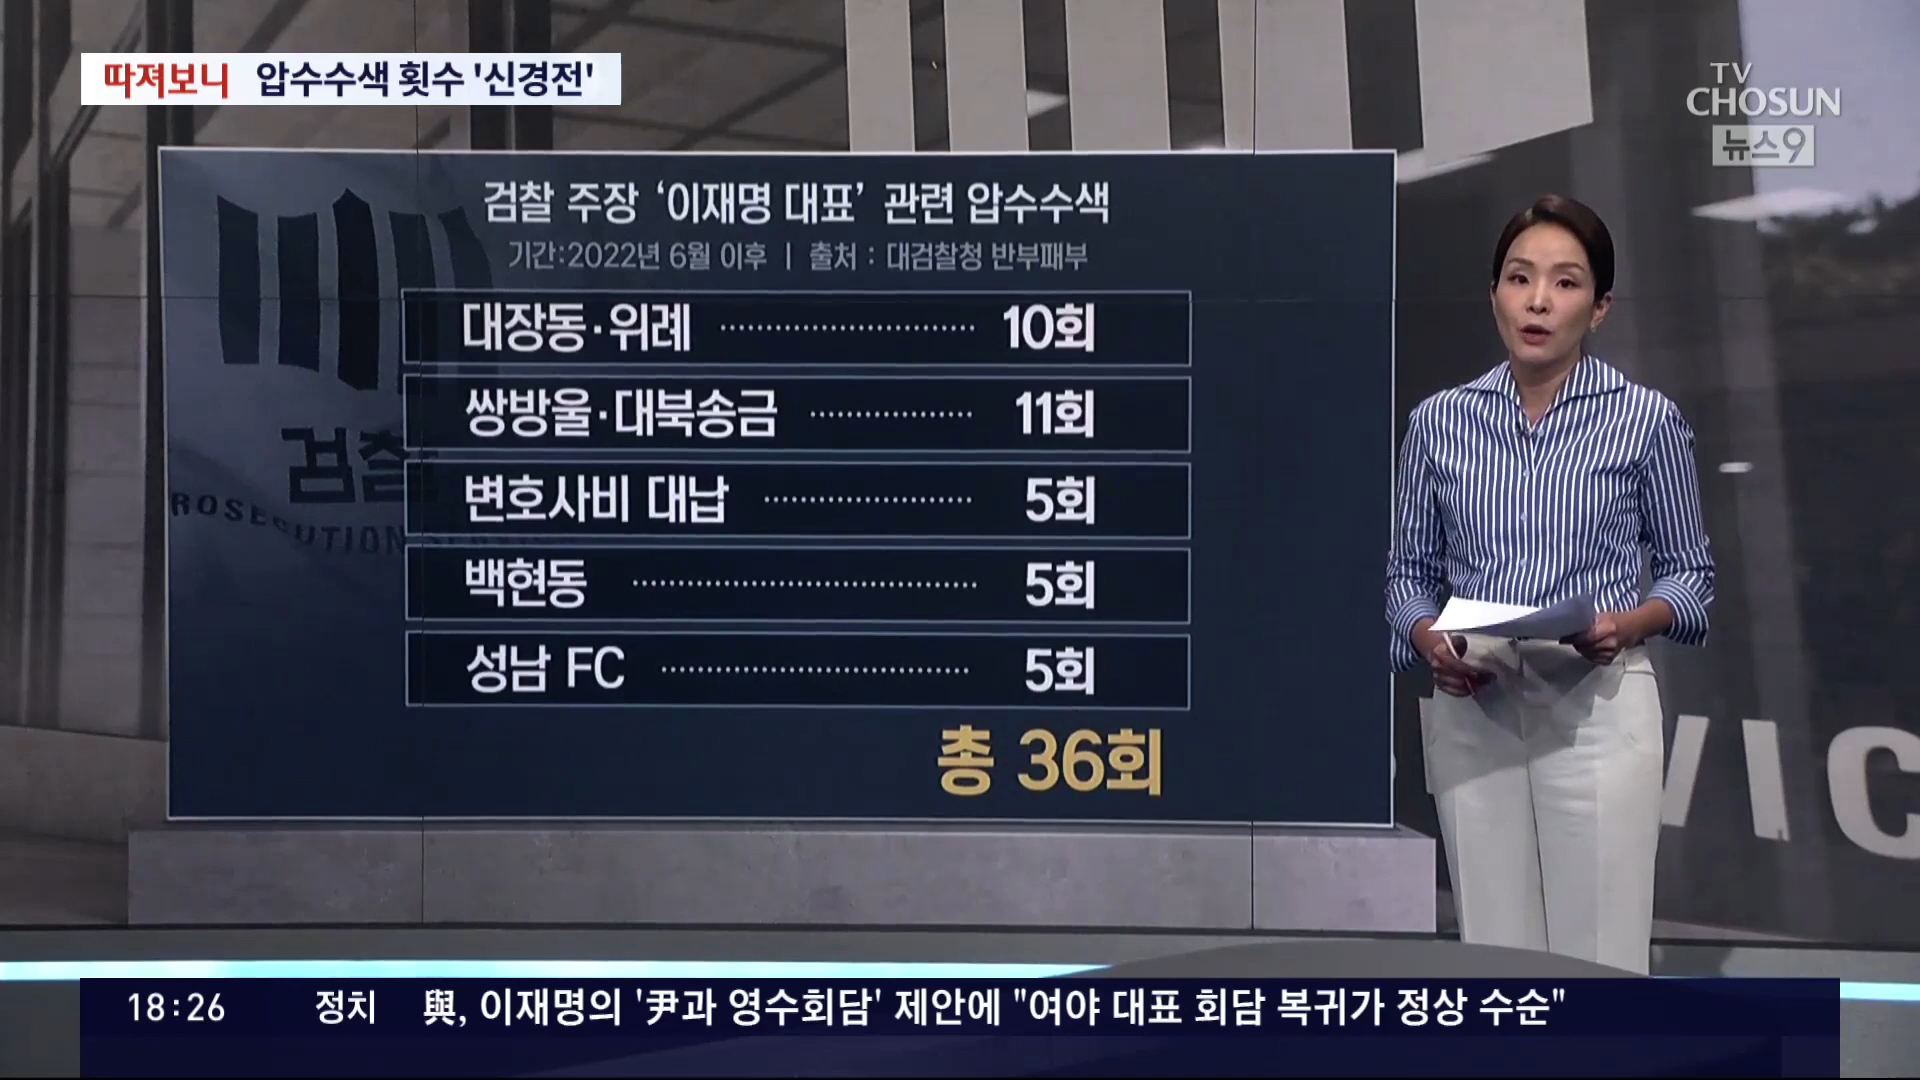 따져보니 압수수색 횟수 '신경전'
TV
CHOSUN
뉴스9
검찰 주장 ‘이재명 대표’ 관련 압수수색
기간:2022년 6월 이후 | 출처 : 대검찰청 반부패부
대장동·위례 10회
쌍방울·대북송금 11회
변호사비 대납 5회
백현동 5회
성남 FC 5회
총 36회
검찰
ROSECUTION SERVICE
VIC
18:26 정치 與, 이재명의 '尹과 영수회담' 제안에 "여야 대표 회담 복귀가 정상 수순"